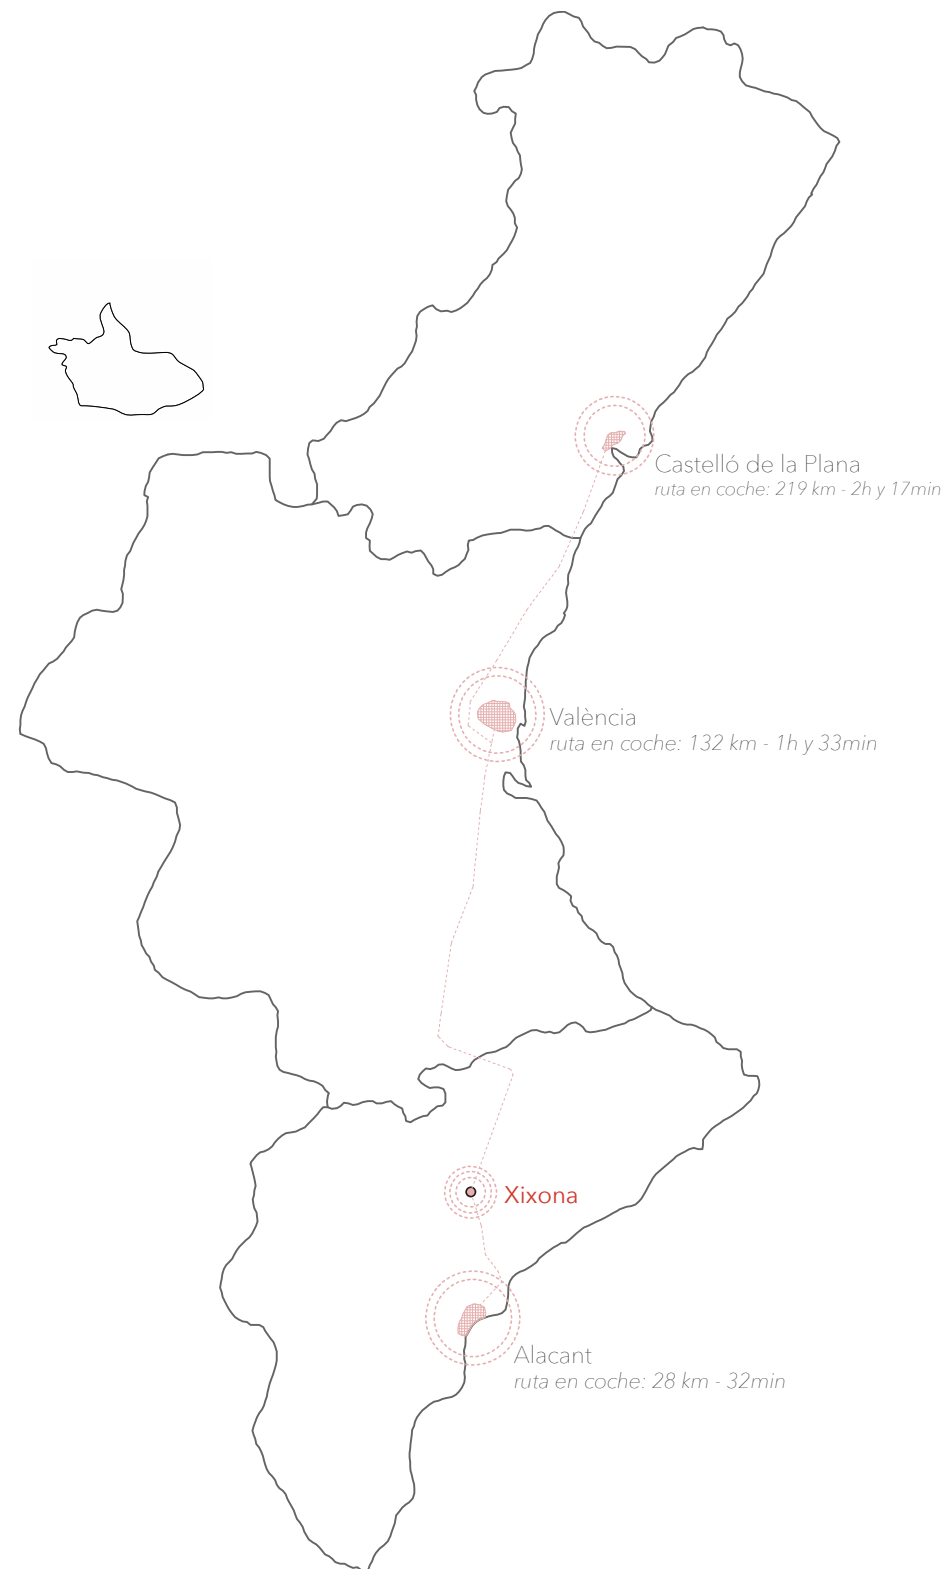 Castelló de la Plana
ruta en coche: 219 km - 2h y 17min
València
ruta en coche: 132 km - 1h y 33min
Xixona
Alacant
ruta en coche: 28 km - 32min